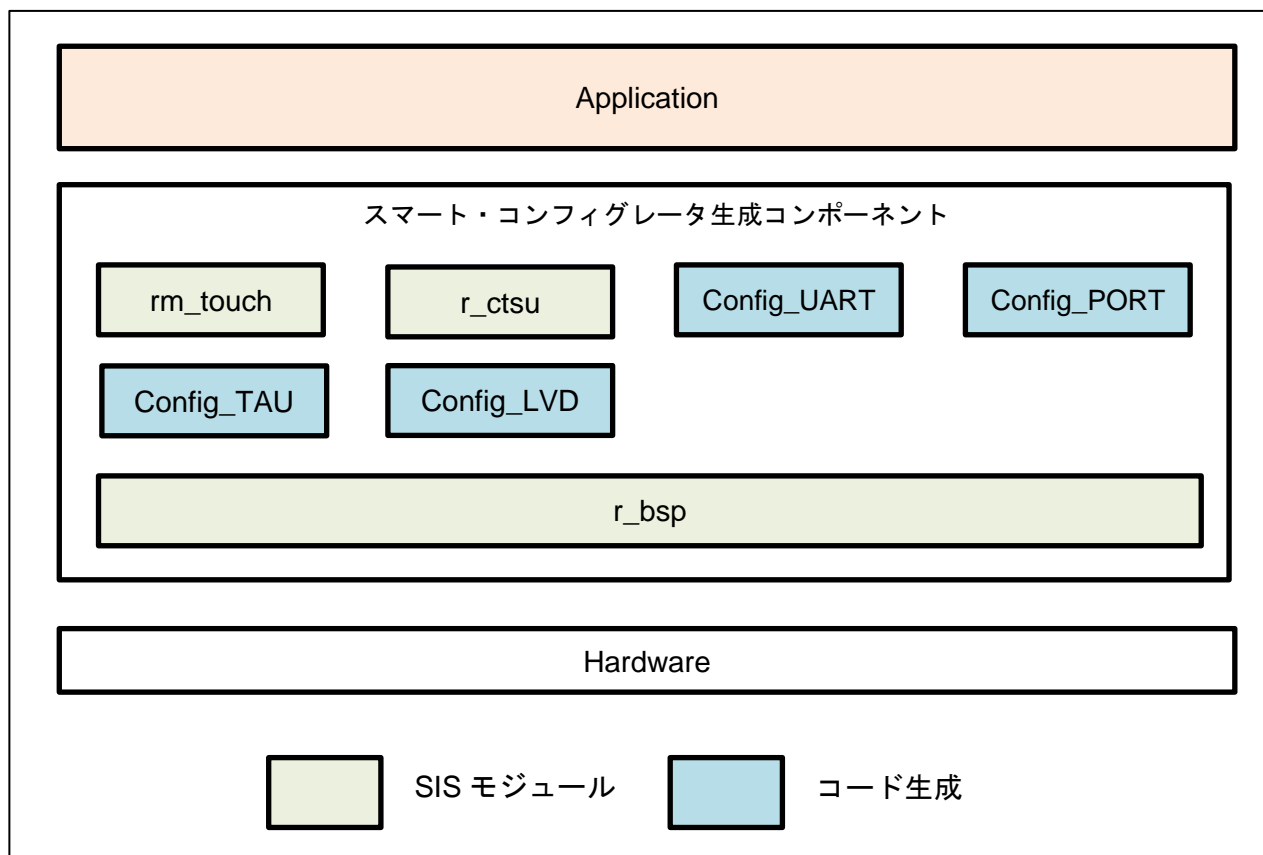 Application
スマート・コンフィグレータ生成コンポーネント
rm_touch
r_ctsu
Config_UART
Config_PORT
Config_TAU
Config_LVD
r_bsp
Hardware
SIS モジュール
コード生成